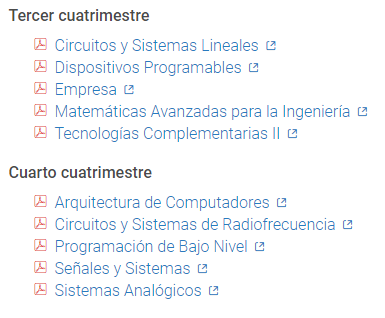 Tercer cuatrimestre
Circuitos y Sistemas Lineales
Dispositivos Programables
Empresa
Matemáticas Avanzadas para la Ingeniería
Tecnologías Complementarias II
Cuarto cuatrimestre
Arquitectura de Computadores
Circuitos y Sistemas de Radiofrecuencia
Programación de Bajo Nivel
Señales y Sistemas
Sistemas Analógicos